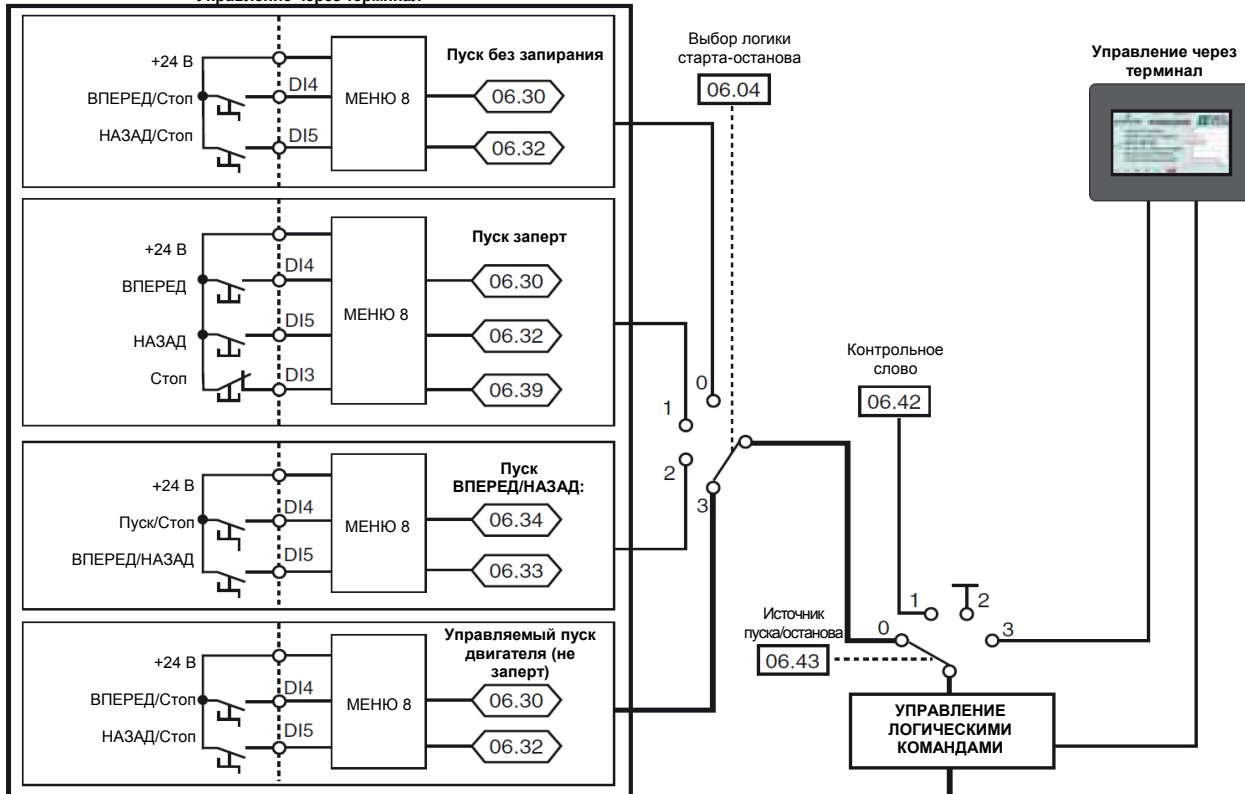 Управление через терминал
+24 В
ВПЕРЕД/Стоп
НАЗАД/Стоп
DI4
DI5
МЕНЮ 8
Пуск без запирания
06.30
06.32
+24 В
ВПЕРЕД
НАЗАД
Стоп
DI4
DI5
DI3
МЕНЮ 8
Пуск заперт
06.30
06.32
06.39
+24 В
Пуск/Стоп
ВПЕРЕД/НАЗАД
DI4
DI5
МЕНЮ 8
Пуск
ВПЕРЕД/НАЗАД:
06.34
06.33
+24 В
ВПЕРЕД/Стоп
НАЗАД/Стоп
DI4
DI5
МЕНЮ 8
Управляемый пуск
двигателя (не
заперт)
06.30
06.32
Выбор логики
старта-останова
06.04
0
1
2
3
Контрольное
слово
06.42
Источник
пуска/останова
06.43
0
1
2
3
Управление через
терминал
УПРАВЛЕНИЕ
ЛОГИЧЕСКИМИ
КОМАНДАМИ